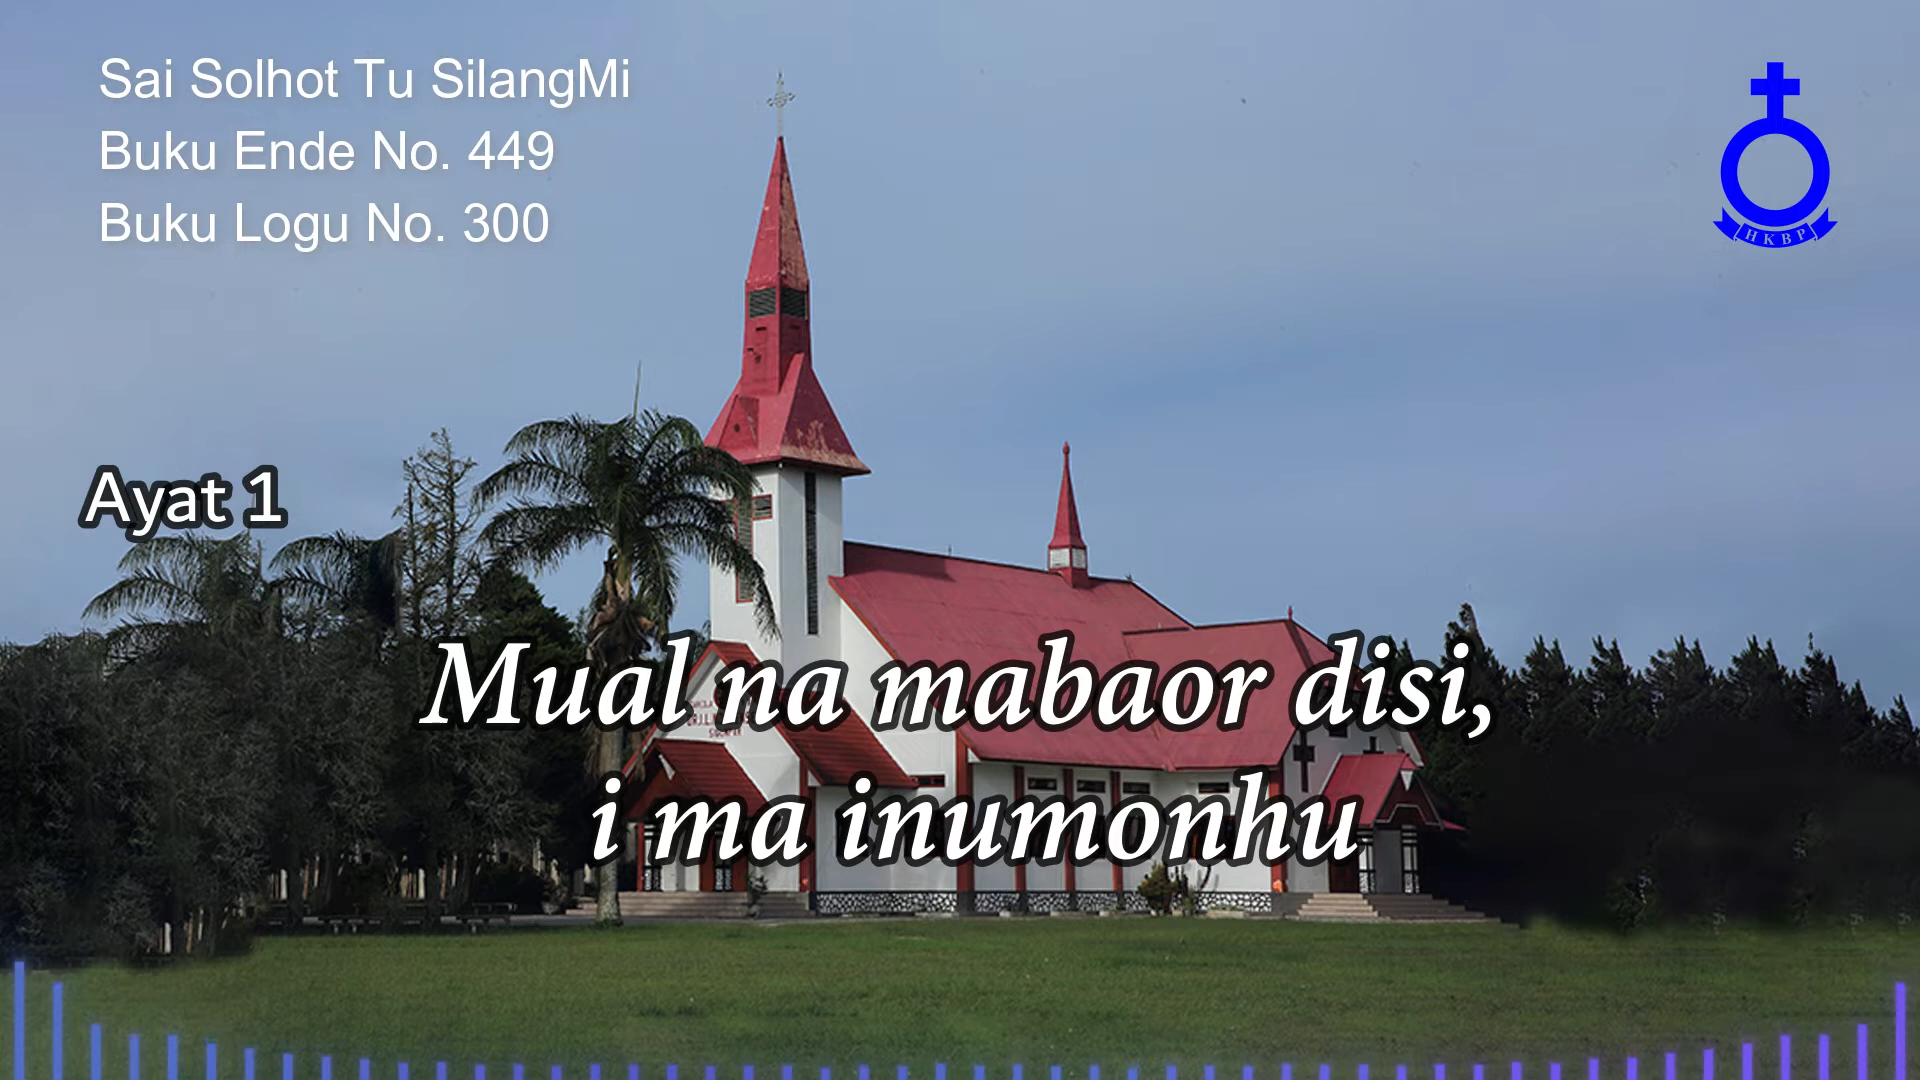 Sai Solhot Tu SilangMi
Buku Ende No. 449
Buku Logu No. 300
HKBP
Ayat 1
Mual na mabaor disi,
i ma inumonhu